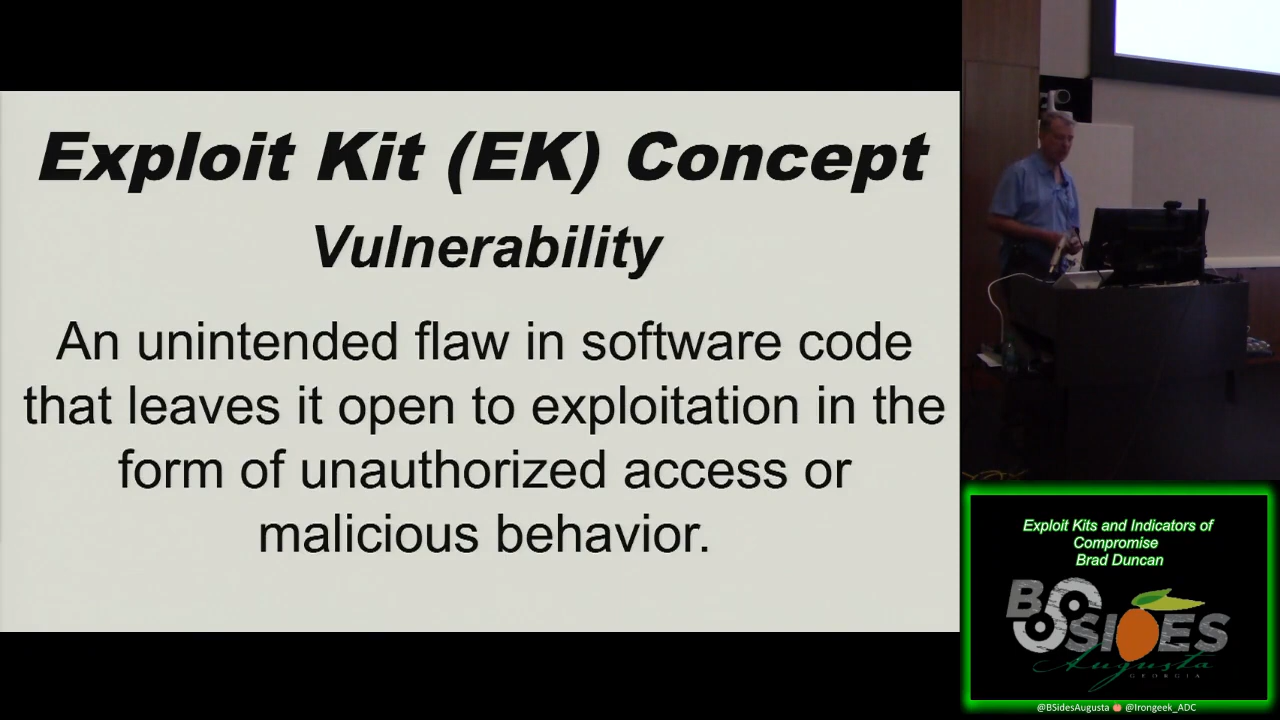 Exploit Kit (EK) Concept
Vulnerability
An unintended flaw in software code
that leaves it open to exploitation in the
form of unauthorized access or
malicious behavior.
Exploit Kits and Indicators of
Compromise
Brad Duncan
BSIDES
Augusta
GEORGIA
@BSidesAugusta @Irongeek_ADC